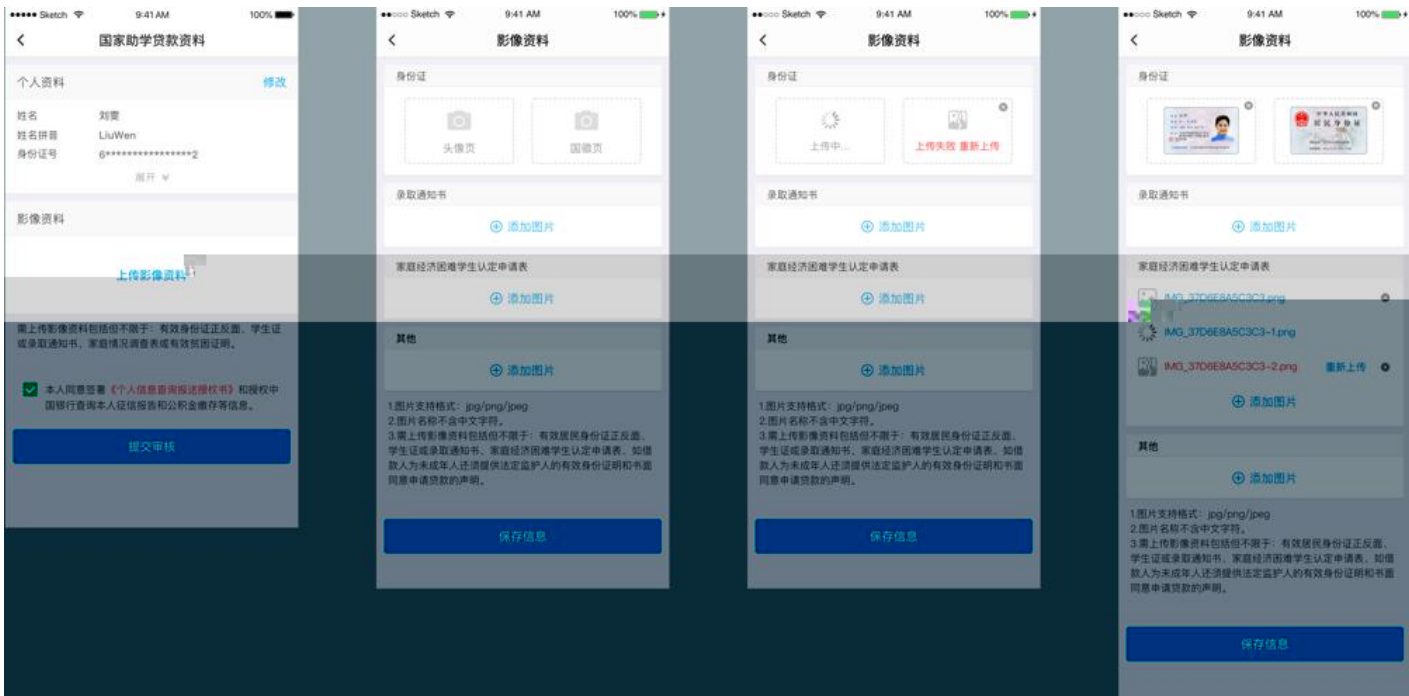 Sketch 9:41 AM 100%
国家助学贷款资料
个人资料 修改
姓名 刘雯
姓名拼音 LiuWen
身份证号 6****************2
展开
影像资料
上传影像资料
需上传影像资料包括但不限于：有效身份证正反面、学生证
或录取通知书、家庭情况调查表或有效贫困证明。
本人同意签署《个人信息查询报送授权书》和授权中
国银行查询本人征信报告和公积金缴存等信息。
提交审核
Sketch 9:41 AM 100%
影像资料
身份证
头像页 国徽页
录取通知书
添加图片
家庭经济困难学生认定申请表
添加图片
其他
添加图片
1.图片支持格式：jpg/png/jpeg
2.图片名称不含中文字符。
3.需上传影像资料包括但不限于：有效居民身份证正反面、
学生证或录取通知书、家庭经济困难学生认定申请表、如借
款人为未成年人还须提供法定监护人的有效身份证明和书面
同意申请贷款的声明。
保存信息
Sketch 9:41 AM 100%
影像资料
身份证
上传中... 上传失败 重新上传
录取通知书
添加图片
家庭经济困难学生认定申请表
添加图片
其他
添加图片
1.图片支持格式：jpg/png/jpeg
2.图片名称不含中文字符。
3.需上传影像资料包括但不限于：有效居民身份证正反面、
学生证或录取通知书、家庭经济困难学生认定申请表、如借
款人为未成年人还须提供法定监护人的有效身份证明和书面
同意申请贷款的声明。
保存信息
Sketch 9:41 AM 100%
影像资料
身份证
中华人民共和国
居民身份证
录取通知书
添加图片
家庭经济困难学生认定申请表
IMG_37D6E8A5C3C3.png
IMG_37D6E8A5C3C3-1.png
IMG_37D6E8A5C3C3-2.png 重新上传
添加图片
其他
添加图片
1.图片支持格式：jpg/png/jpeg
2.图片名称不含中文字符。
3.需上传影像资料包括但不限于：有效居民身份证正反面、
学生证或录取通知书、家庭经济困难学生认定申请表、如借
款人为未成年人还须提供法定监护人的有效身份证明和书面
同意申请贷款的声明。
保存信息